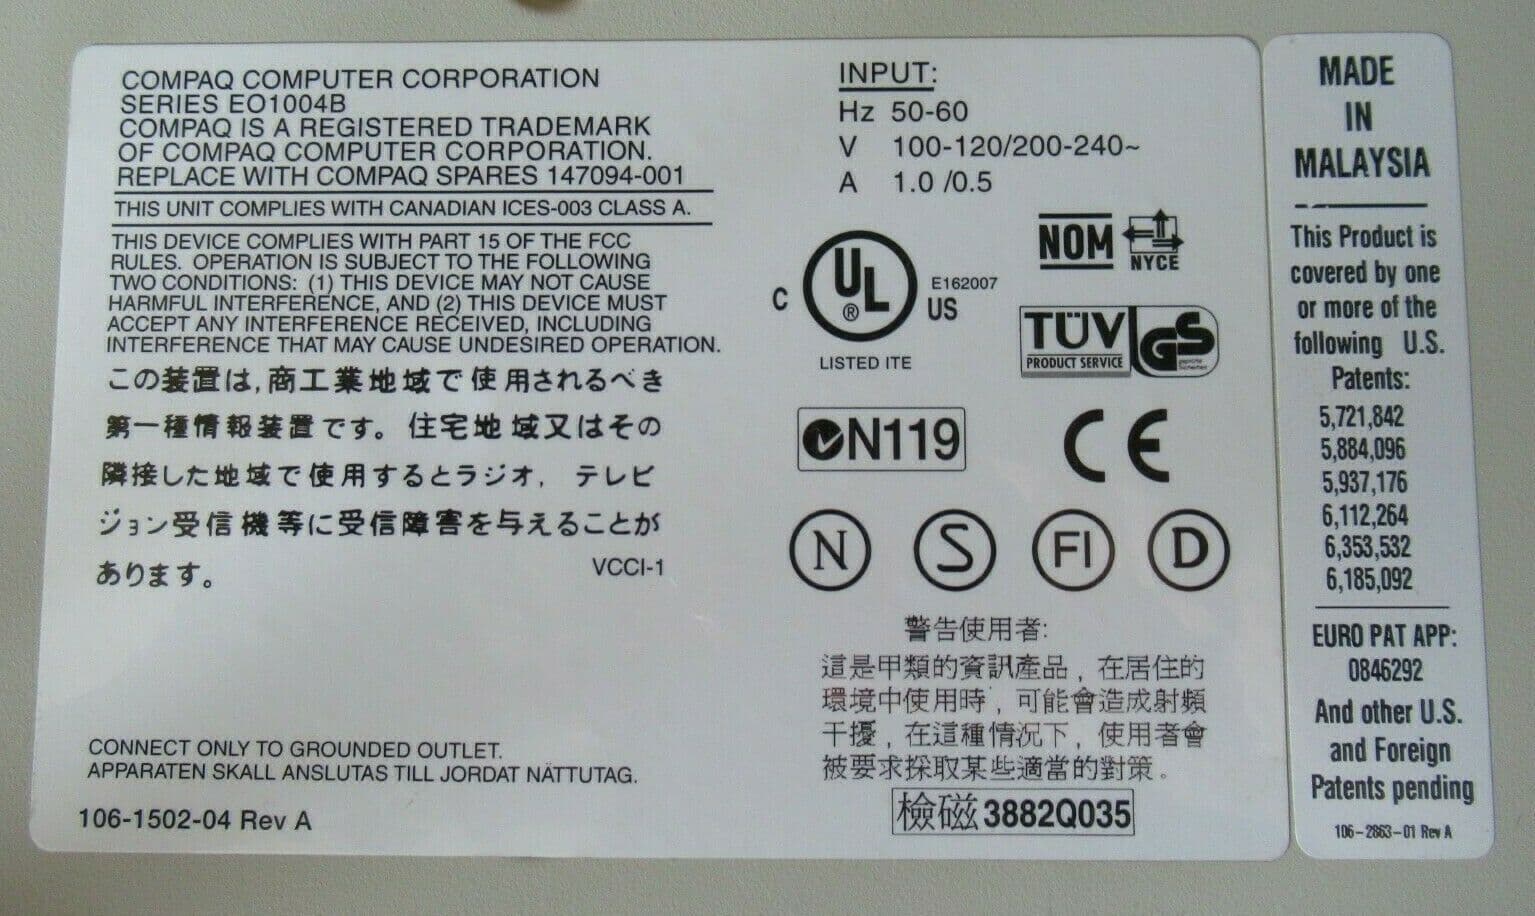 COMPAQ COMPUTER CORPORATION
SERIES EO1004B
COMPAQ IS A REGISTERED TRADEMARK
OF COMPAQ COMPUTER CORPORATION.
REPLACE WITH COMPAQ SPARES 147094-001
THIS UNIT COMPLIES WITH CANADIAN ICES-003 CLASS A.
THIS DEVICE COMPLIES WITH PART 15 OF THE FCC
RULES. OPERATION IS SUBJECT TO THE FOLLOWING
TWO CONDITIONS: (1) THIS DEVICE MAY NOT CAUSE
HARMFUL INTERFERENCE, AND (2) THIS DEVICE MUST
ACCEPT ANY INTERFERENCE RECEIVED, INCLUDING
INTERFERENCE THAT MAY CAUSE UNDESIRED OPERATION.
この装置は，商工業地域で使用されるべき
第一種情報装置です。住宅地域又はその
隣接した地域で使用するとラジオ，テレビ
ジョン受信機等に受信障害を与えることが
あります。
VCCI-1
CONNECT ONLY TO GROUNDED OUTLET.
APPARATEN SKALL ANSLUTAS TILL JORDAT NÄTTUTAG.
106-1502-04 Rev A
INPUT:
Hz 50-60
V 100-120/200-240~
A 1.0 /0.5
C UL ® US E162007
LISTED ITE
NOM NYCE
TÜV PRODUCT SERVICE GS geprüfte Sicherheit
N119
CE
N S FI D
警告使用者:
這是甲類的資訊產品，在居住的
環境中使用時，可能會造成射頻
干擾，在這種情況下，使用者會
被要求採取某些適當的對策。
檢磁 3882Q035
MADE
IN
MALAYSIA
This Product is
covered by one
or more of the
following U.S.
Patents:
5,721,842
5,884,096
5,937,176
6,112,264
6,353,532
6,185,092
EURO PAT APP:
0846292
And other U.S.
and Foreign
Patents pending
106-2863-01 Rev A